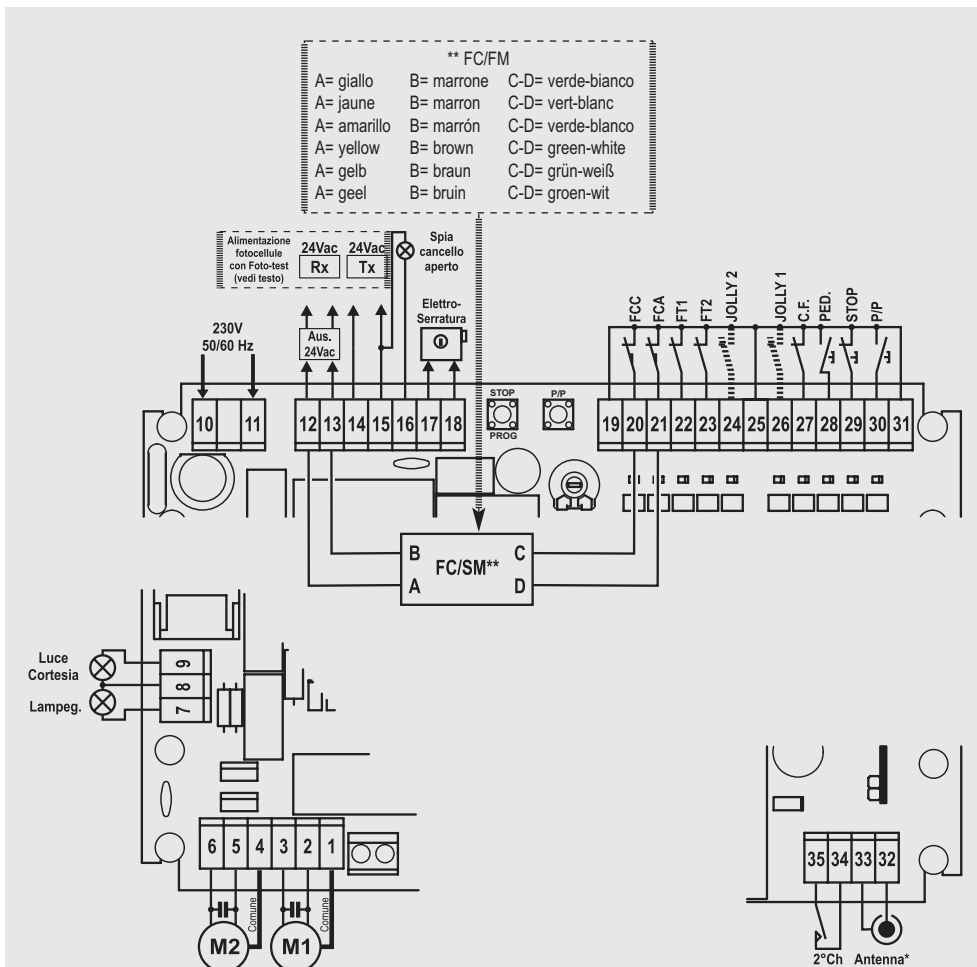 ** FC/FM
A= giallo B= marrone C-D= verde-bianco
A= jaune B= marron C-D= vert-blanc
A= amarillo B= marrón C-D= verde-blanco
A= yellow B= brown C-D= green-white
A= gelb B= braun C-D= grün-weiß
A= geel B= bruin C-D= groen-wit
Alimentazione
fotocellule
con Foto-test
(vedi testo)
24Vac 24Vac
Rx Tx
Spia
cancello
aperto
Elettro-
Serratura
Aus.
24Vac
230V
50/60 Hz
FCC
FCA
FT1
FT2
JOLLY 2
JOLLY 1
C.F.
PED.
STOP
P/P
10 11
12 13 14 15 16 17 18
STOP
PROG
P/P
19 20 21 22 23 24 25 26 27 28 29 30 31
B C
FC/SM**
A D
Luce
Cortesia
Lampeg.
9
8
7
6 5 4 3 2 1
Comune
Comune
M2 M1
35 34 33 32
2°Ch Antenna*